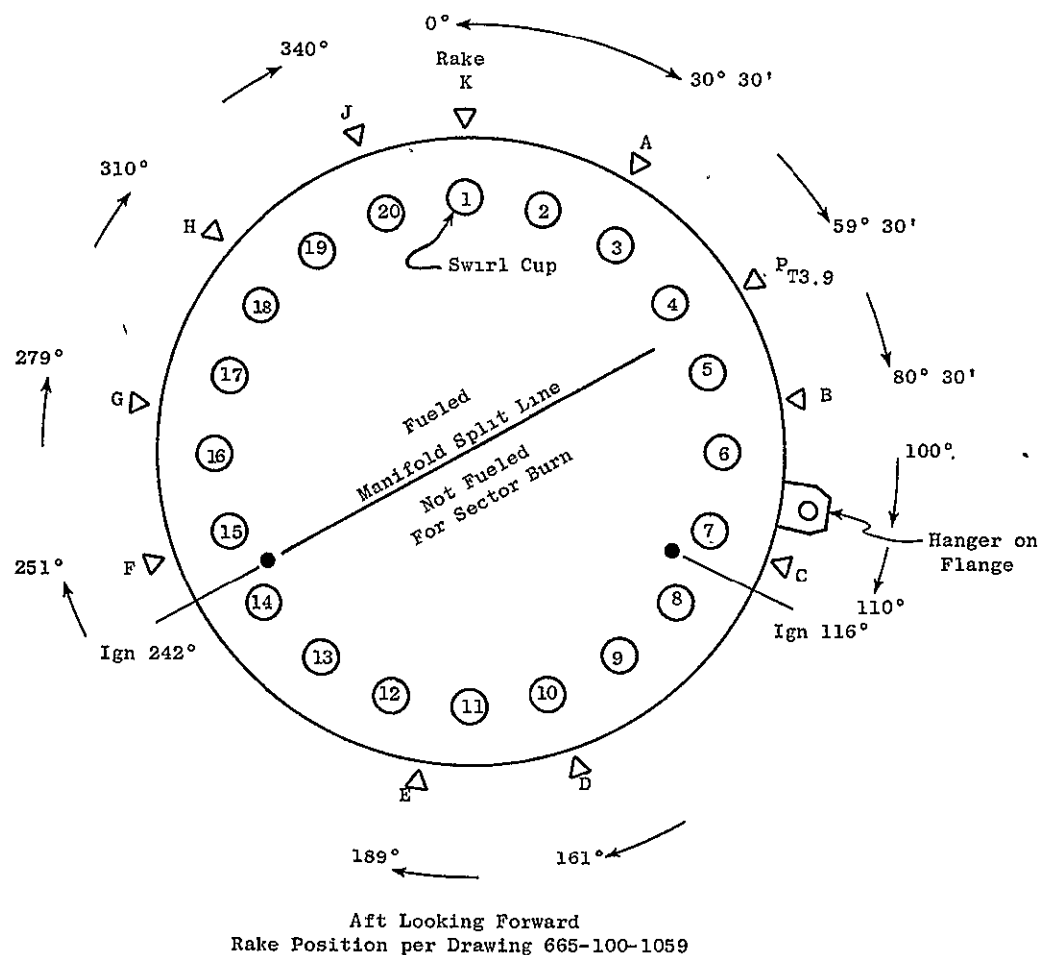 0°
340°
Rake
K
30° 30'
J
A
310°
H
20
1
2
19
3
59° 30'
Swirl Cup
PT3.9
18
4
279°
17
5
80° 30'
G
B
Fueled
Manifold Split Line
Not Fueled
For Sector Burn
16
6
100°
15
7
Hanger on
Flange
251°
F
C
14
8
110°
Ign 242°
Ign 116°
13
9
12
11
10
E
D
189°
161°
Aft Looking Forward
Rake Position per Drawing 665-100-1059